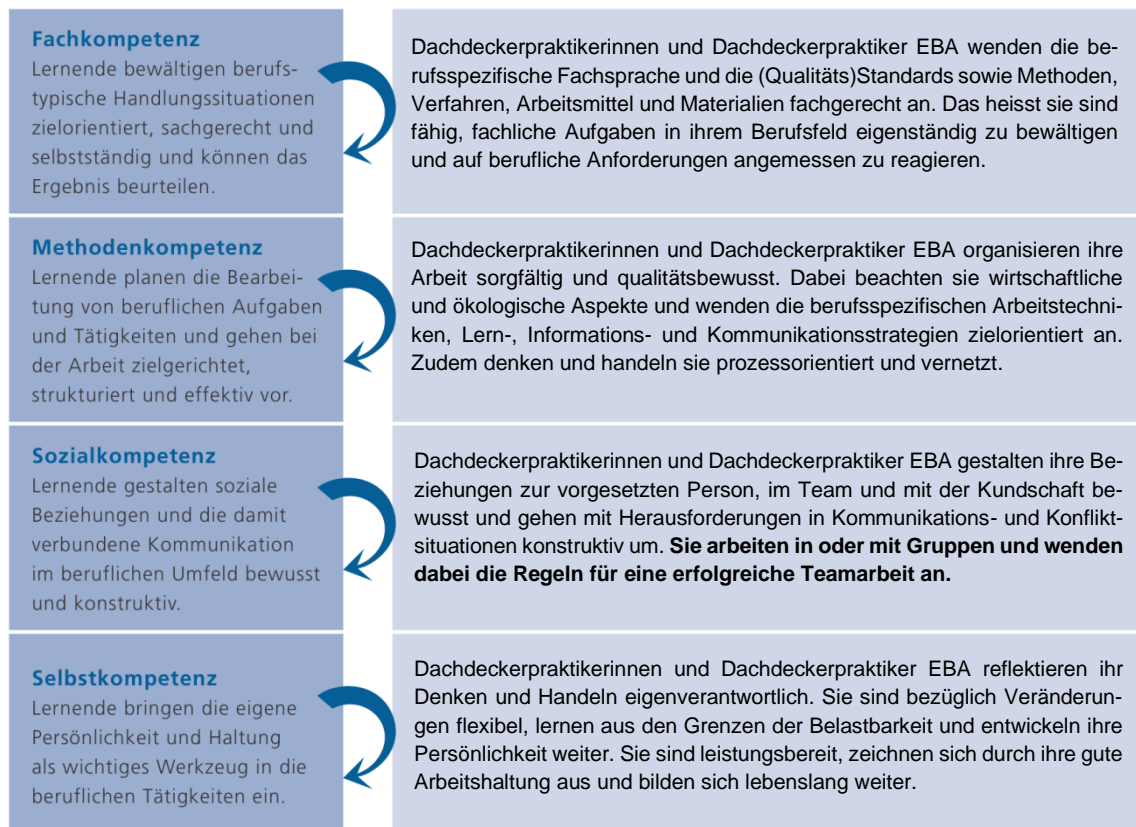 Fachkompetenz
Lernende bewältigen berufs-
typische Handlungssituationen
zielorientiert, sachgerecht und
selbstständig und können das
Ergebnis beurteilen.
Dachdeckerpraktikerinnen und Dachdeckerpraktiker EBA wenden die be-
rufsspezifische Fachsprache und die (Qualitäts)Standards sowie Methoden,
Verfahren, Arbeitsmittel und Materialien fachgerecht an. Das heisst sie sind
fähig, fachliche Aufgaben in ihrem Berufsfeld eigenständig zu bewältigen
und auf berufliche Anforderungen angemessen zu reagieren.
Methodenkompetenz
Lernende planen die Bearbei-
tung von beruflichen Aufgaben
und Tätigkeiten und gehen bei
der Arbeit zielgerichtet,
strukturiert und effektiv vor.
Dachdeckerpraktikerinnen und Dachdeckerpraktiker EBA organisieren ihre
Arbeit sorgfältig und qualitätsbewusst. Dabei beachten sie wirtschaftliche
und ökologische Aspekte und wenden die berufsspezifischen Arbeitstechni-
ken, Lern-, Informations- und Kommunikationsstrategien zielorientiert an.
Zudem denken und handeln sie prozessorientiert und vernetzt.
Sozialkompetenz
Lernende gestalten soziale
Beziehungen und die damit
verbundene Kommunikation
im beruflichen Umfeld bewusst
und konstruktiv.
Dachdeckerpraktikerinnen und Dachdeckerpraktiker EBA gestalten ihre Be-
ziehungen zur vorgesetzten Person, im Team und mit der Kundschaft be-
wusst und gehen mit Herausforderungen in Kommunikations- und Konflikt-
situationen konstruktiv um. Sie arbeiten in oder mit Gruppen und wenden
dabei die Regeln für eine erfolgreiche Teamarbeit an.
Selbstkompetenz
Lernende bringen die eigene
Persönlichkeit und Haltung
als wichtiges Werkzeug in die
beruflichen Tätigkeiten ein.
Dachdeckerpraktikerinnen und Dachdeckerpraktiker EBA reflektieren ihr
Denken und Handeln eigenverantwortlich. Sie sind bezüglich Veränderun-
gen flexibel, lernen aus den Grenzen der Belastbarkeit und entwickeln ihre
Persönlichkeit weiter. Sie sind leistungsbereit, zeichnen sich durch ihre gute
Arbeitshaltung aus und bilden sich lebenslang weiter.